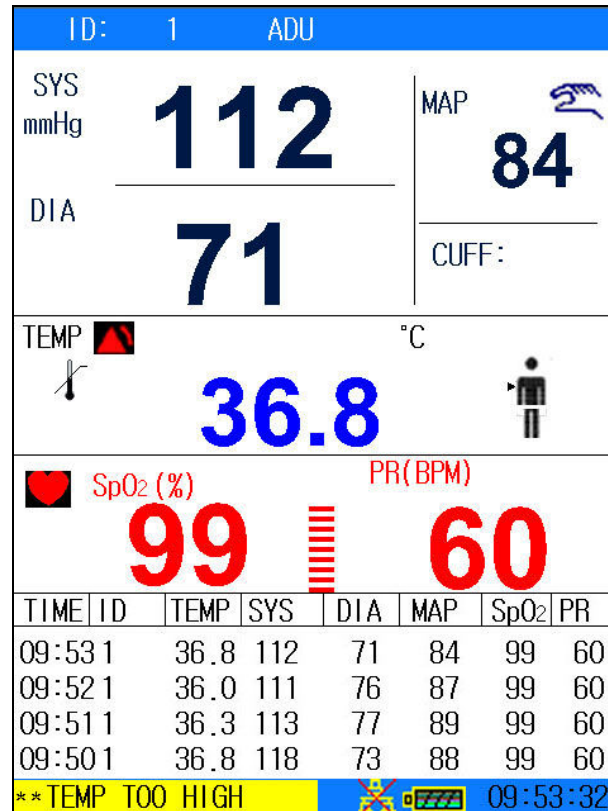 ID: 1 ADU
SYS
mmHg
112
MAP
84
DIA
71
CUFF:
TEMP °C
36.8
SpO2 (%) PR(BPM)
99 60
TIME ID TEMP SYS DIA MAP SpO2 PR
09:53 1 36.8 112 71 84 99 60
09:52 1 36.0 111 76 87 99 60
09:51 1 36.3 113 77 89 99 60
09:50 1 36.8 118 73 88 99 60
**TEMP TOO HIGH 09:53:32